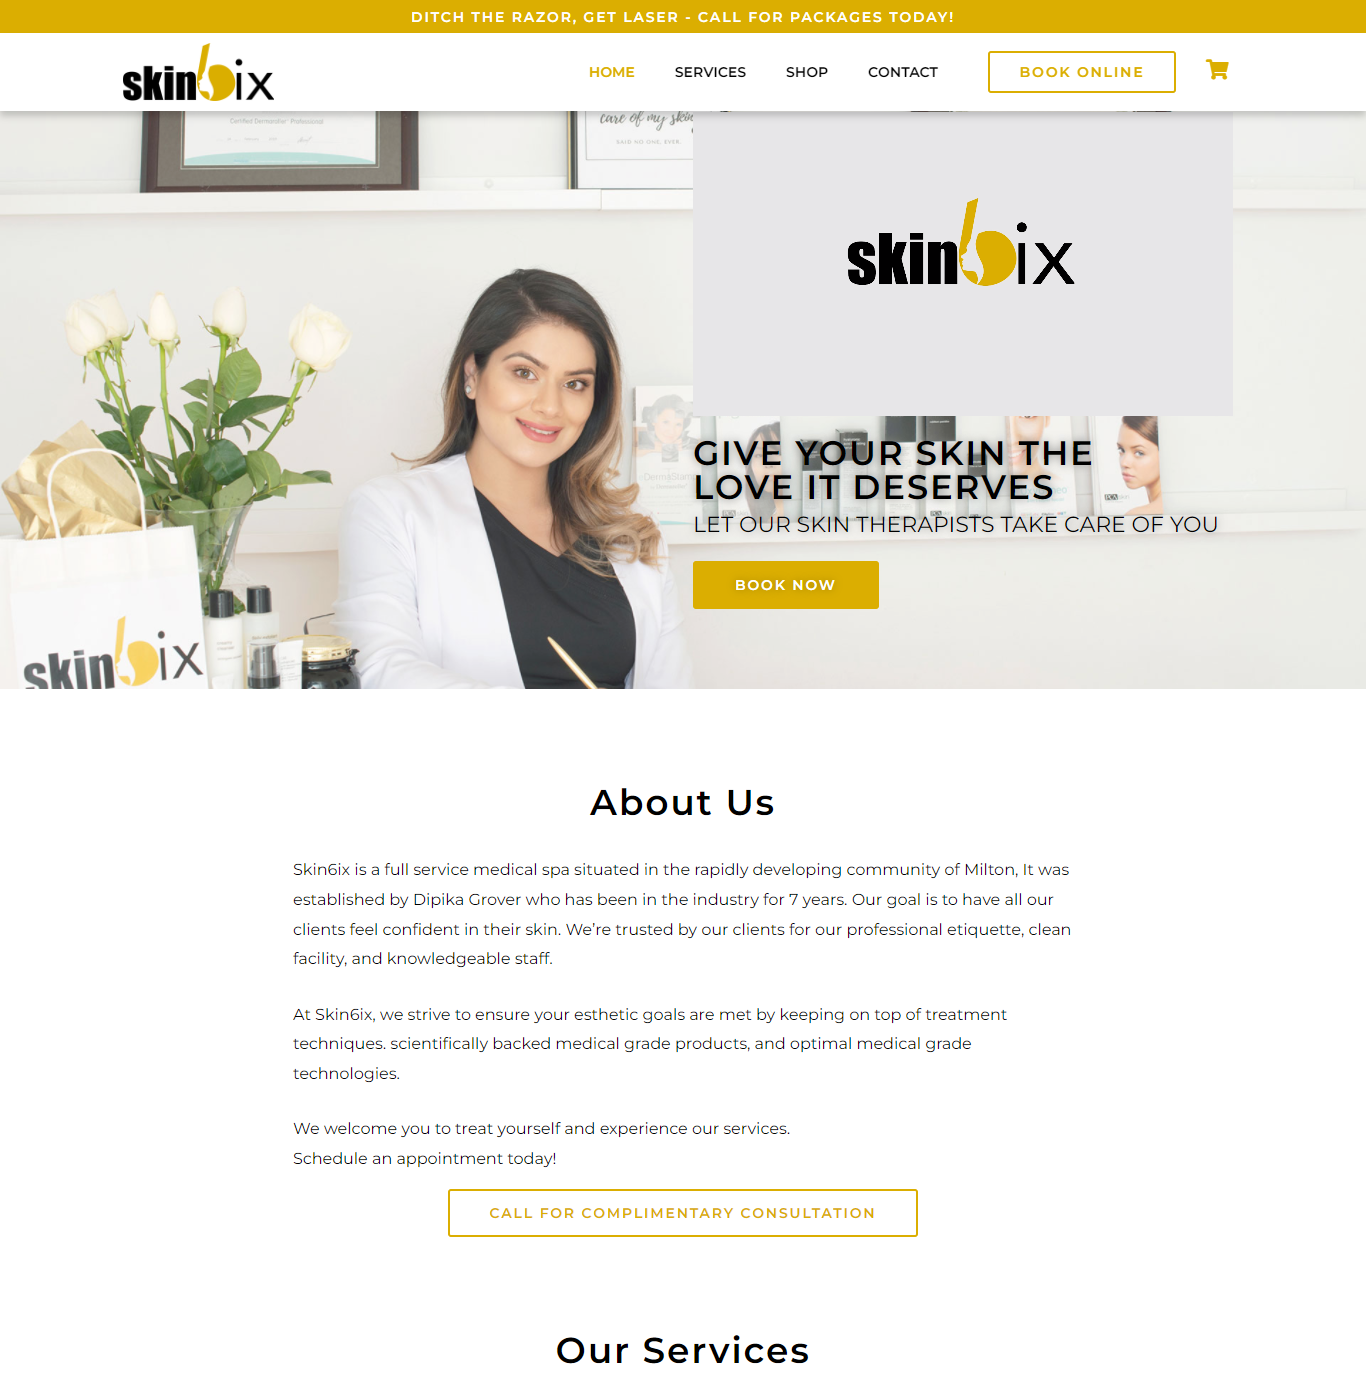 DITCH THE RAZOR, GET LASER - CALL FOR PACKAGES TODAY!
skin6ix
HOME
SERVICES
SHOP
CONTACT
BOOK ONLINE
Certified Dermaroller™ Professional
care of my skin
SAID NO ONE, EVER.
skin6ix
GIVE YOUR SKIN THE
LOVE IT DESERVES
LET OUR SKIN THERAPISTS TAKE CARE OF YOU
BOOK NOW
skin6ix
About Us
Skin6ix is a full service medical spa situated in the rapidly developing community of Milton, It was
established by Dipika Grover who has been in the industry for 7 years. Our goal is to have all our
clients feel confident in their skin. We’re trusted by our clients for our professional etiquette, clean
facility, and knowledgeable staff.
At Skin6ix, we strive to ensure your esthetic goals are met by keeping on top of treatment
techniques. scientifically backed medical grade products, and optimal medical grade
technologies.
We welcome you to treat yourself and experience our services.
Schedule an appointment today!
CALL FOR COMPLIMENTARY CONSULTATION
Our Services